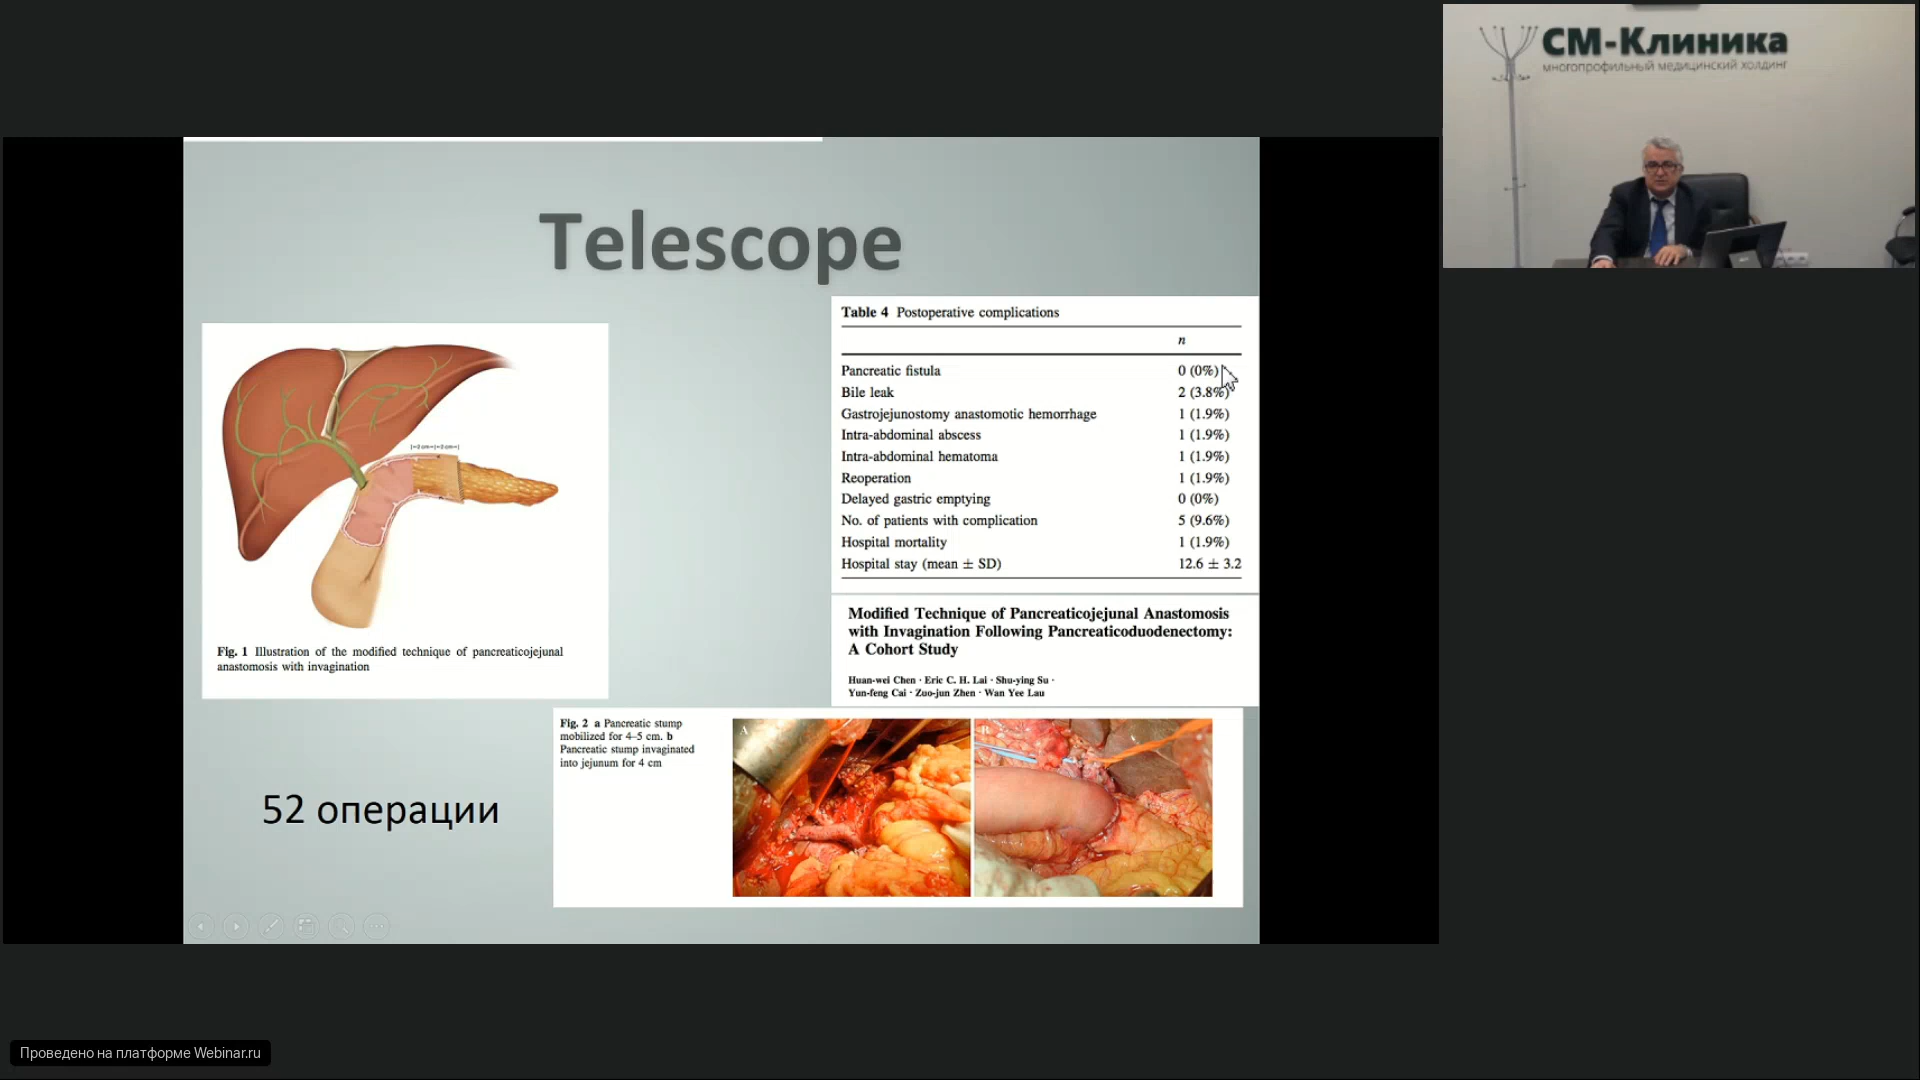 СМ-Клиника
многопрофильный медицинский холдинг
Telescope
Table 4 Postoperative complications
n
Pancreatic fistula 0 (0%)
Bile leak 2 (3.8%)
Gastrojejunostomy anastomotic hemorrhage 1 (1.9%)
Intra-abdominal abscess 1 (1.9%)
Intra-abdominal hematoma 1 (1.9%)
Reoperation 1 (1.9%)
Delayed gastric emptying 0 (0%)
No. of patients with complication 5 (9.6%)
Hospital mortality 1 (1.9%)
Hospital stay (mean ± SD) 12.6 ± 3.2
Fig. 1 Illustration of the modified technique of pancreaticojejunal
anastomosis with invagination
Modified Technique of Pancreaticojejunal Anastomosis
with Invagination Following Pancreaticoduodenectomy:
A Cohort Study
Huan-wei Chen · Eric C. H. Lai · Shu-ying Su ·
Yun-feng Cai · Zuo-jun Zhen · Wan Yee Lau
Fig. 2 a Pancreatic stump
mobilized for 4–5 cm. b
Pancreatic stump invaginated
into jejunum for 4 cm
A
52 операции
Проведено на платформе Webinar.ru